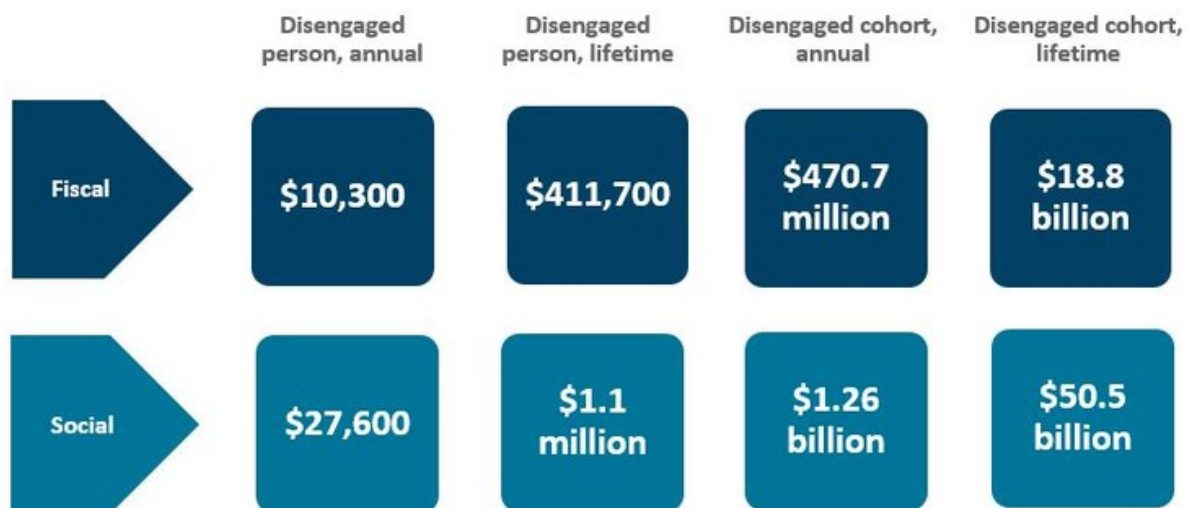 Disengaged
person, annual
Disengaged
person, lifetime
Disengaged cohort,
annual
Disengaged cohort,
lifetime
Fiscal
$10,300
$411,700
$470.7
million
$18.8
billion
Social
$27,600
$1.1
million
$1.26
billion
$50.5
billion